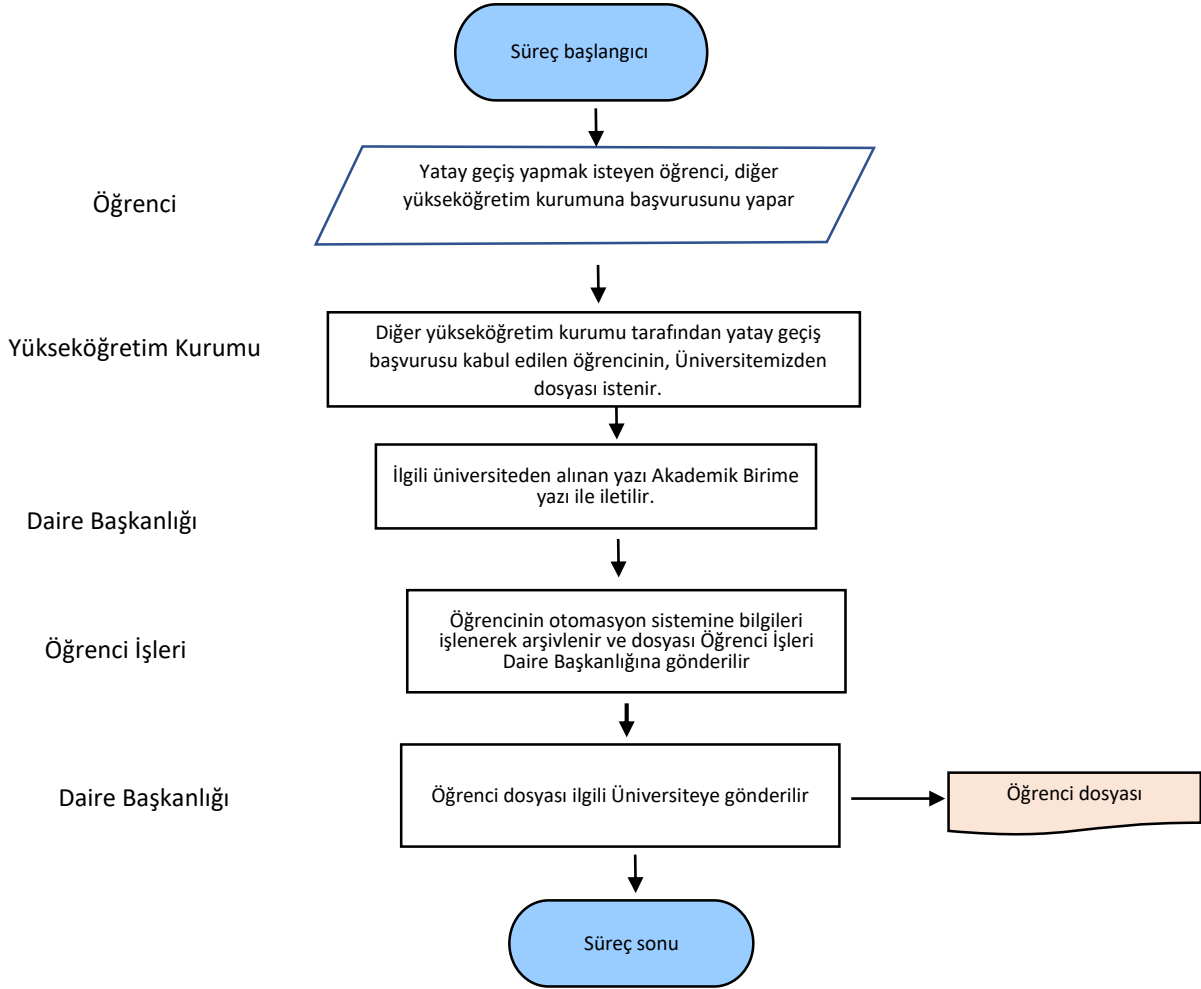 Süreç başlangıcı
Yatay geçiş yapmak isteyen öğrenci, diğer
yükseköğretim kurumuna başvurusunu yapar
Öğrenci
Diğer yükseköğretim kurumu tarafından yatay geçiş
başvurusu kabul edilen öğrencinin, Üniversitemizden
dosyası istenir.
Yükseköğretim Kurumu
İlgili üniversiteden alınan yazı Akademik Birime
yazı ile iletilir.
Daire Başkanlığı
Öğrencinin otomasyon sistemine bilgileri
işlenerek arşivlenir ve dosyası Öğrenci İşleri
Daire Başkanlığına gönderilir
Öğrenci İşleri
Daire Başkanlığı
Öğrenci dosyası ilgili Üniversiteye gönderilir
Öğrenci dosyası
Süreç sonu